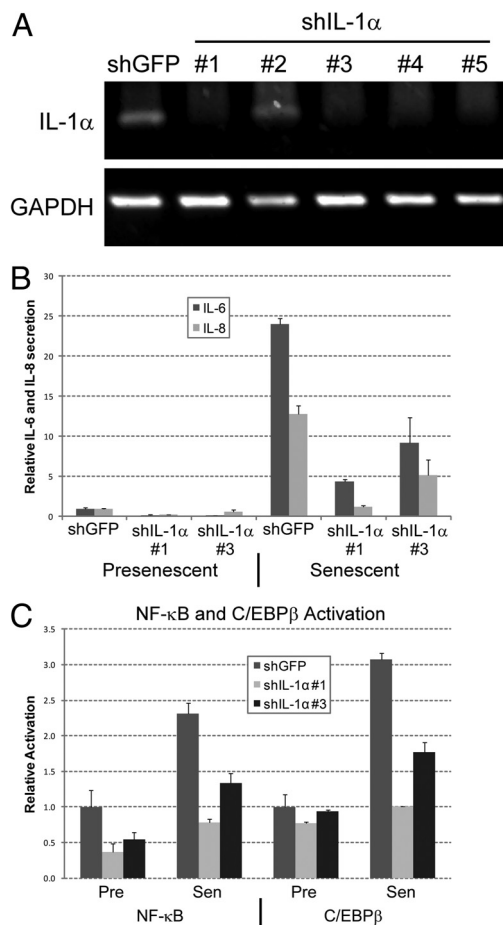 A
shIL-1α
shGFP #1 #2 #3 #4 #5
IL-1α
GAPDH
B
30
25
20
15
10
5
0
Relative IL-6 and IL-8 secretion
IL-6
IL-8
shGFP shIL-1α #1 shIL-1α #3 shGFP shIL-1α #1 shIL-1α #3
Presenescent Senescent
C
NF-κB and C/EBPβ Activation
3.5
3.0
2.5
2.0
1.5
1.0
0.5
0.0
Relative Activation
shGFP
shIL-1α#1
shIL-1α#3
Pre Sen Pre Sen
NF-κB C/EBPβ